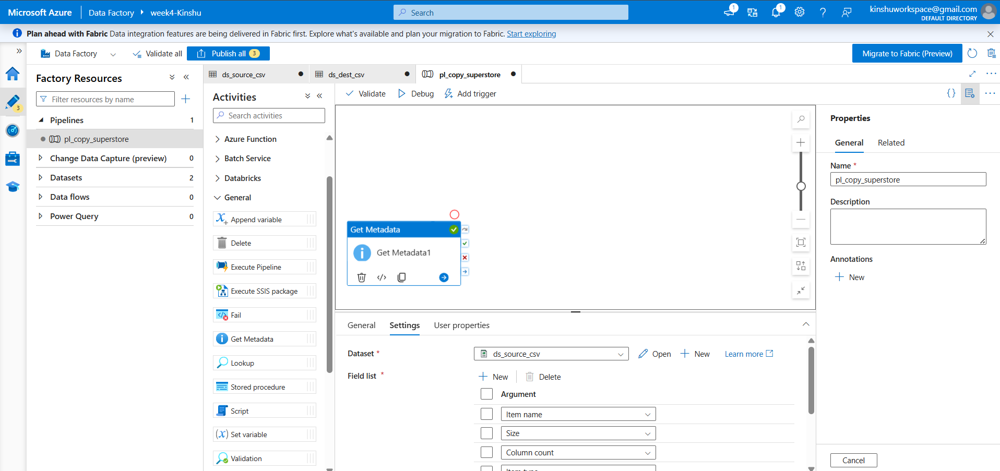 Microsoft Azure
Data Factory
week4-Kinshu
Search
1
1
kinshuworkspace@gmail.com
DEFAULT DIRECTORY
Plan ahead with Fabric Data integration features are being delivered in Fabric first. Explore what's available and plan your migration to Fabric. Start exploring
Data Factory
Validate all
Publish all 3
Migrate to Fabric (Preview)
3
Factory Resources
Filter resources by name
Pipelines 1
pl_copy_superstore
Change Data Capture (preview) 0
Datasets 2
Data flows 0
Power Query 0
ds_source_csv
ds_dest_csv
pl_copy_superstore
Activities
Search activities
Azure Function
Batch Service
Databricks
General
Append variable
Delete
Execute Pipeline
Execute SSIS package
Fail
Get Metadata
Lookup
Stored procedure
Script
(x) Set variable
Validation
Validate
Debug
Add trigger
Get Metadata
Get Metadata1
General
Settings
User properties
Dataset *
ds_source_csv
Open
New
Learn more
Field list *
New
Delete
Argument
Item name
Size
Column count
Item type
Properties
General
Related
Name *
pl_copy_superstore
Description
Annotations
New
Cancel